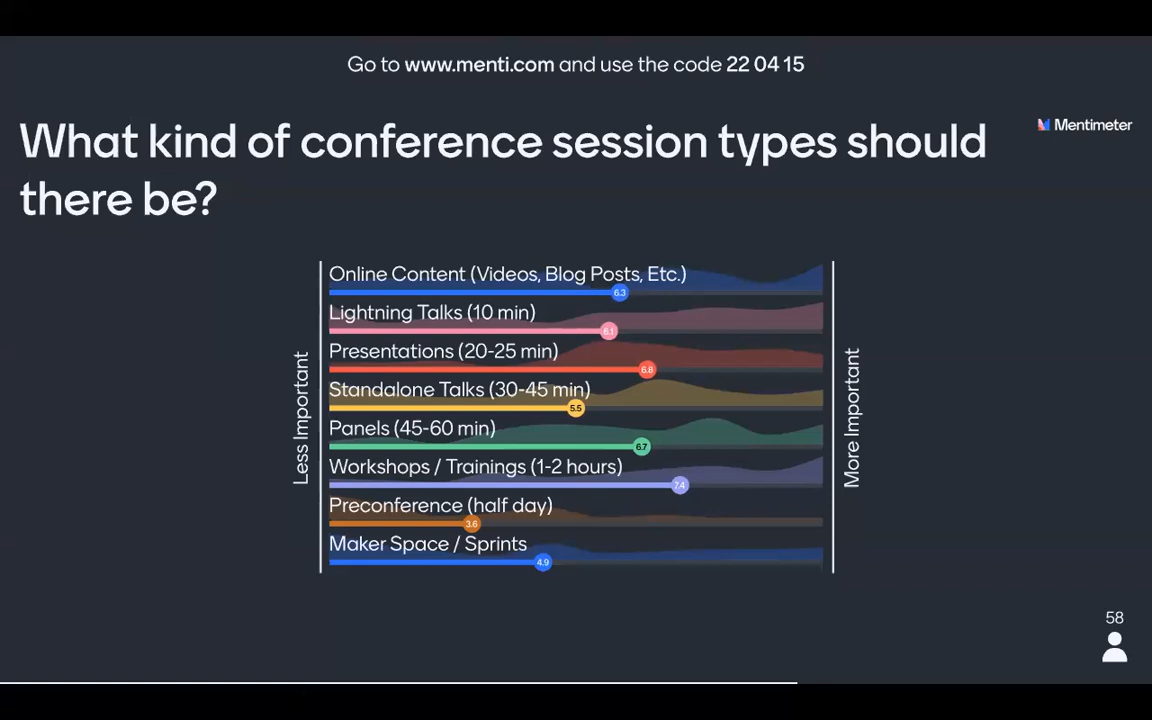 Go to www.menti.com and use the code 22 04 15
What kind of conference session types should
there be?
Mentimeter
Less Important
More Important
Online Content (Videos, Blog Posts, Etc.)
6.3
Lightning Talks (10 min)
6.1
Presentations (20-25 min)
6.8
Standalone Talks (30-45 min)
5.5
Panels (45-60 min)
6.7
Workshops / Trainings (1-2 hours)
7.4
Preconference (half day)
3.6
Maker Space / Sprints
4.9
58